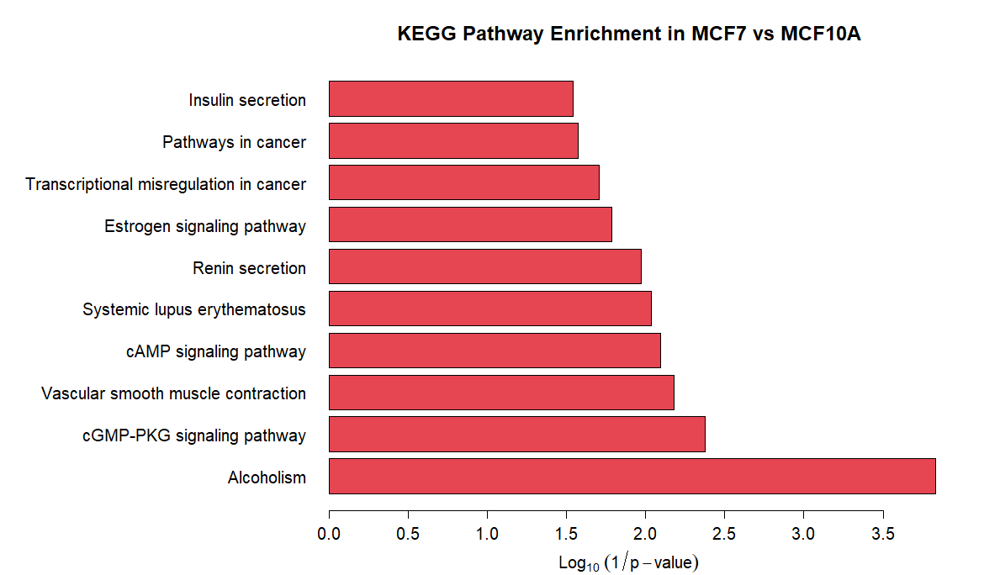 KEGG Pathway Enrichment in MCF7 vs MCF10A
Insulin secretion
Pathways in cancer
Transcriptional misregulation in cancer
Estrogen signaling pathway
Renin secretion
Systemic lupus erythematosus
cAMP signaling pathway
Vascular smooth muscle contraction
cGMP-PKG signaling pathway
Alcoholism
0.0 0.5 1.0 1.5 2.0 2.5 3.0 3.5
Log₁₀ (1/p−value)